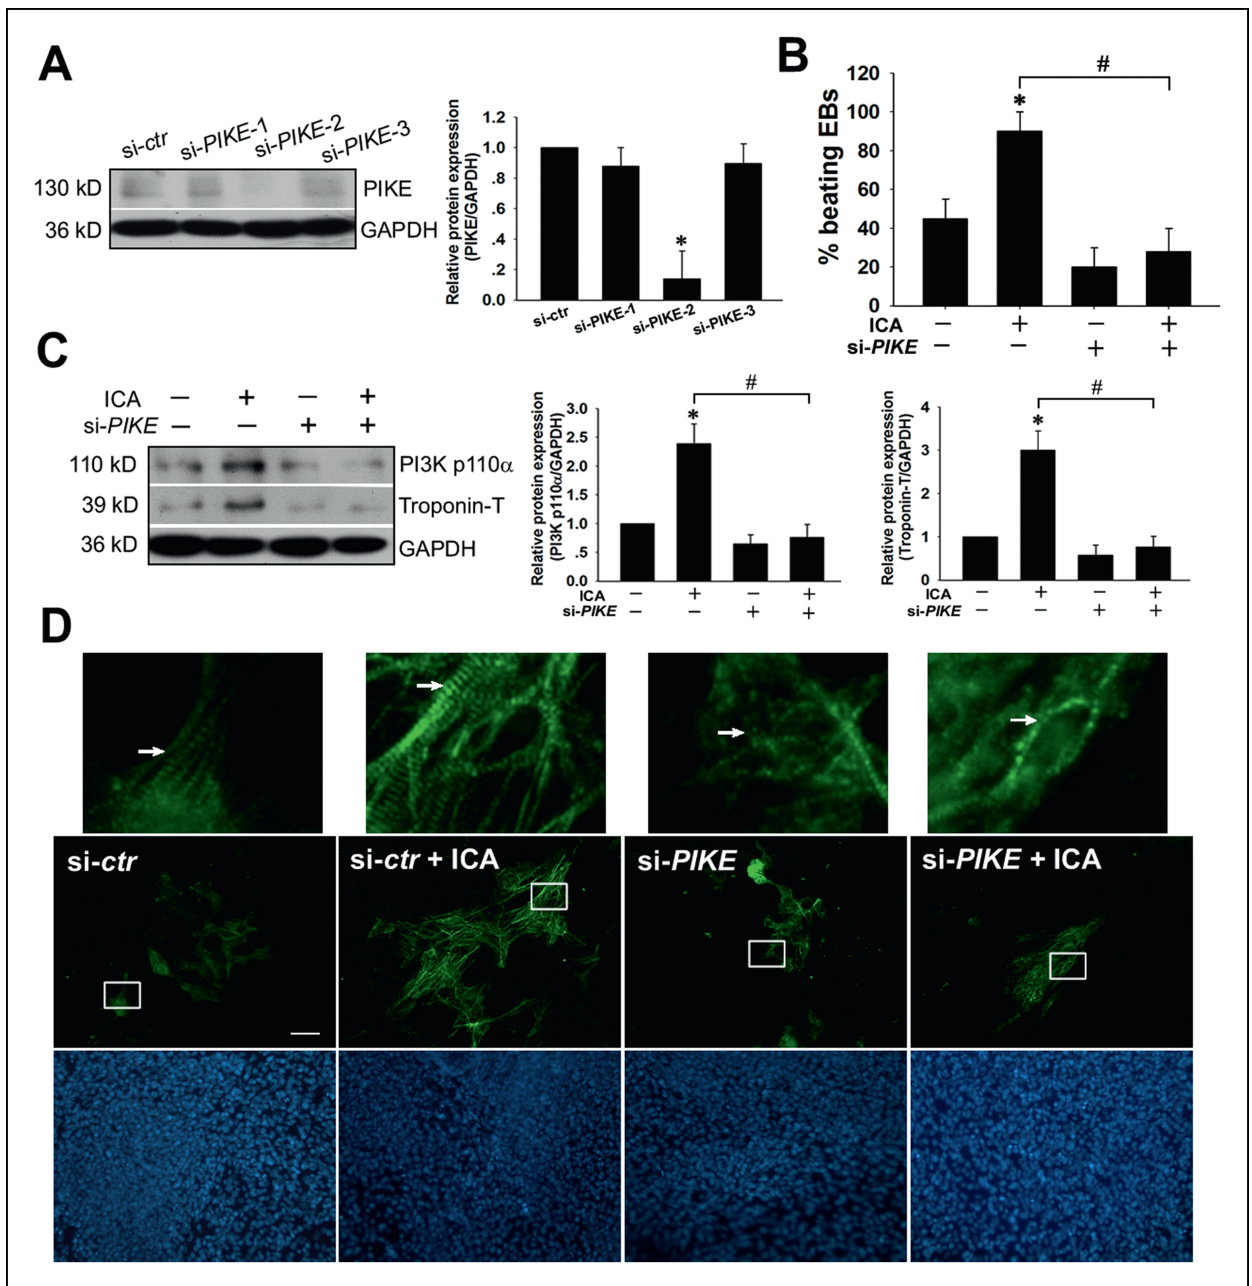 A
si-ctr si-PIKE-1 si-PIKE-2 si-PIKE-3
130 kD PIKE
36 kD GAPDH
Relative protein expression
(PIKE/GAPDH)
1.2
1.0
.8
.6
.4
.2
0.0
si-ctr si-PIKE-1 si-PIKE-2 si-PIKE-3
*
B
% beating EBs
120
100
80
60
40
20
0
* #
ICA − + − +
si-PIKE − − + +
C
ICA − + − +
si-PIKE − − + +
110 kD PI3K p110α
39 kD Troponin-T
36 kD GAPDH
Relative protein expression
(PI3K p110α/GAPDH)
3.0
2.5
2.0
1.5
1.0
.5
0.0
* #
ICA − + − +
si-PIKE − − + +
Relative protein expression
(Troponin-T/GAPDH)
4
3
2
1
0
* #
ICA − + − +
si-PIKE − − + +
D
si-ctr
si-ctr + ICA
si-PIKE
si-PIKE + ICA